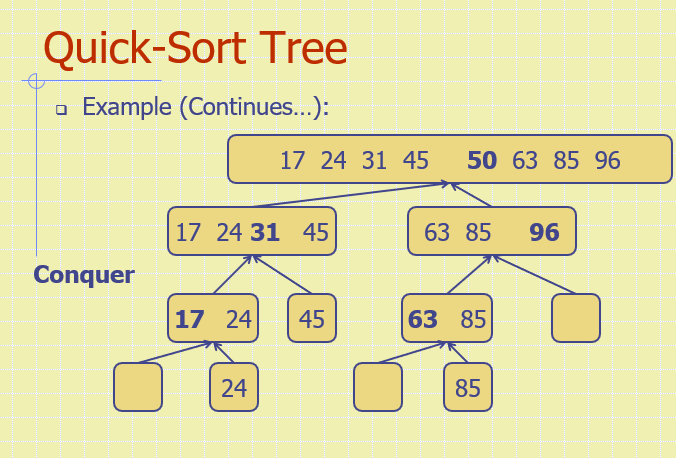 Quick-Sort Tree
Example (Continues...):
17 24 31 45 50 63 85 96
17 24 31 45
63 85 96
Conquer
17 24
45
63 85
24
85